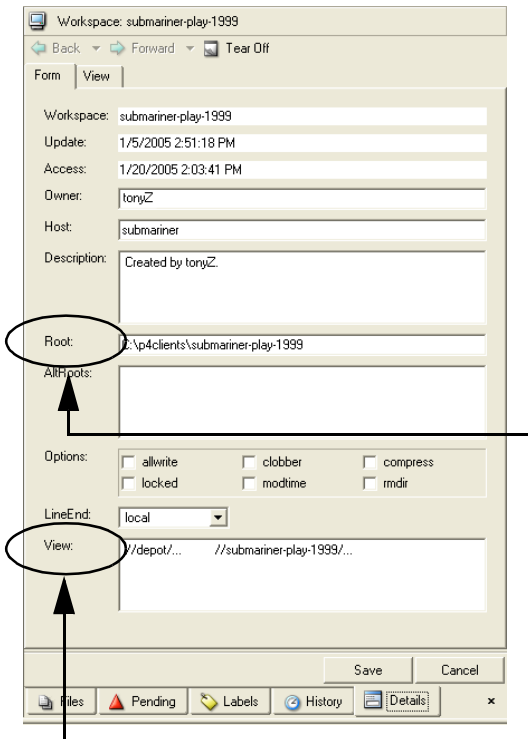 Workspace: submariner-play-1999
Back Forward Tear Off
Form View
Workspace: submariner-play-1999
Update: 1/5/2005 2:51:18 PM
Access: 1/20/2005 2:03:41 PM
Owner: tonyZ
Host: submariner
Description: Created by tonyZ.
Root: C:\p4clients\submariner-play-1999
AltRoots:
Options: allwrite clobber compress
locked modtime rmdir
LineEnd: local
View: //depot/... //submariner-play-1999/...
Save Cancel
Files Pending Labels History Details ×